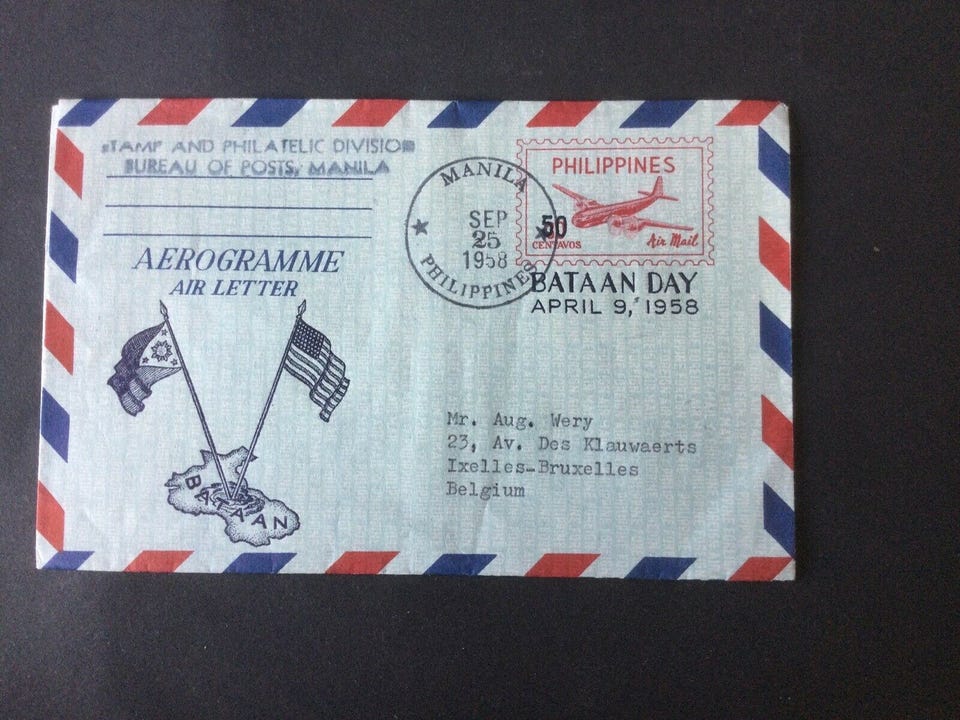 STAMP AND PHILATELIC DIVISION
BUREAU OF POSTS, MANILA
AEROGRAMME
AIR LETTER
BATAAN
MANILA
SEP
25
1958
PHILIPPINES
PHILIPPINES
50
CENTAVOS
Air Mail
BATAAN DAY
APRIL 9, 1958
Mr. Aug. Wery
23, Av. Des Klauwaerts
Ixelles-Bruxelles
Belgium